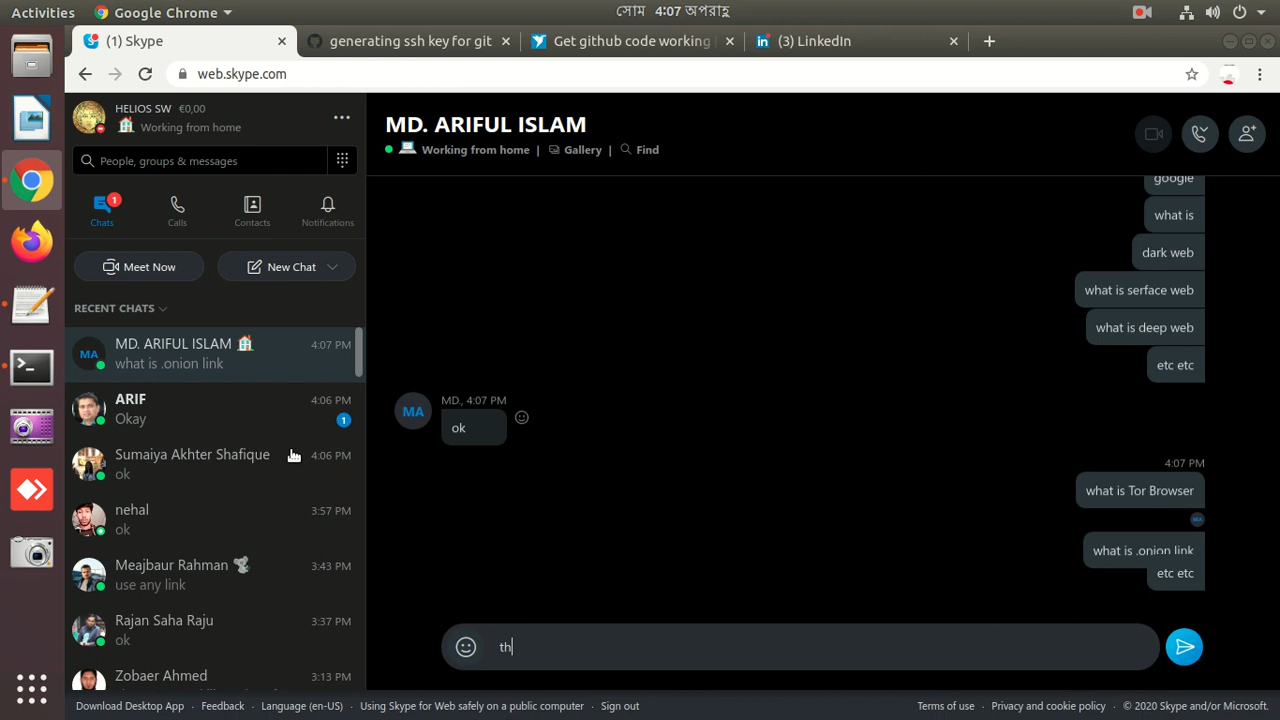 Activities
Google Chrome
সোম 4:07 অপরাহ্ণ
(1) Skype
generating ssh key for git
Get github code working
(3) LinkedIn
web.skype.com
HELIOS SW €0,00
Working from home
People, groups & messages
Chats
1
Calls
Contacts
Notifications
Meet Now
New Chat
RECENT CHATS
MA
MD. ARIFUL ISLAM
4:07 PM
what is .onion link
ARIF
4:06 PM
Okay
1
Sumaiya Akhter Shafique
4:06 PM
ok
nehal
3:57 PM
ok
Meajbaur Rahman
3:43 PM
use any link
Rajan Saha Raju
3:37 PM
ok
Zobaer Ahmed
3:13 PM
MD. ARIFUL ISLAM
Working from home | Gallery | Find
google
what is
dark web
what is serface web
what is deep web
etc etc
MA
MD., 4:07 PM
ok
4:07 PM
what is Tor Browser
MA
what is .onion link
etc etc
th
Download Desktop App Feedback Language (en-US) Using Skype for Web safely on a public computer Sign out
Terms of use Privacy and cookie policy © 2020 Skype and/or Microsoft.